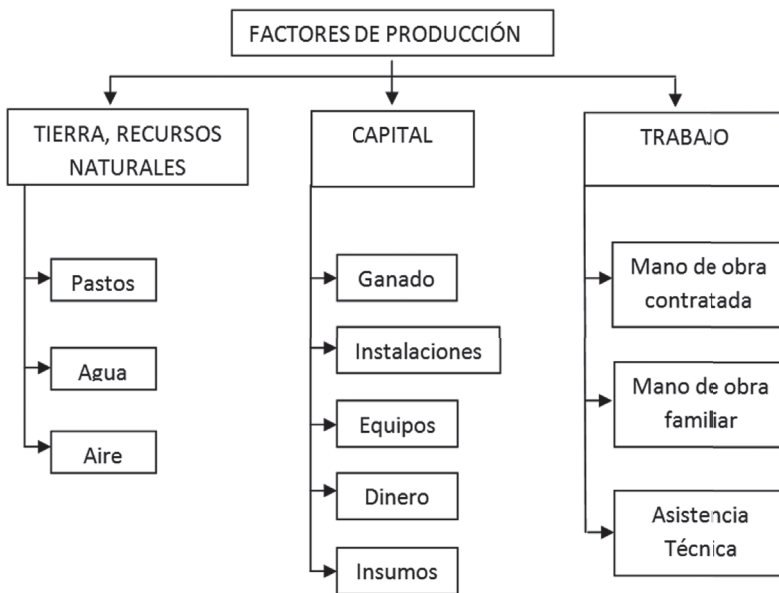 FACTORES DE PRODUCCIÓN
TIERRA, RECURSOS
NATURALES
Pastos
Agua
Aire
CAPITAL
Ganado
Instalaciones
Equipos
Dinero
Insumos
TRABAJO
Mano de obra
contratada
Mano de obra
familiar
Asistencia
Técnica